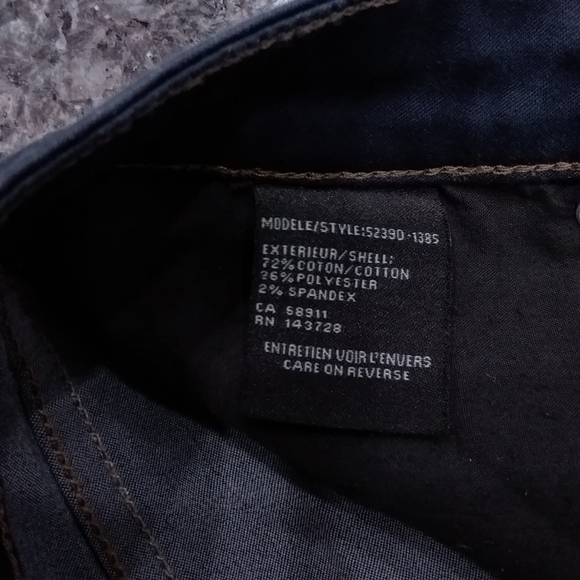 MODELE/STYLE:5239D-1385
EXTERIEUR/SHELL:
72% COTON/COTTON
26% POLYESTER
2% SPANDEX
CA 68911
RN 143728
ENTRETIEN VOIR L'ENVERS
CARE ON REVERSE